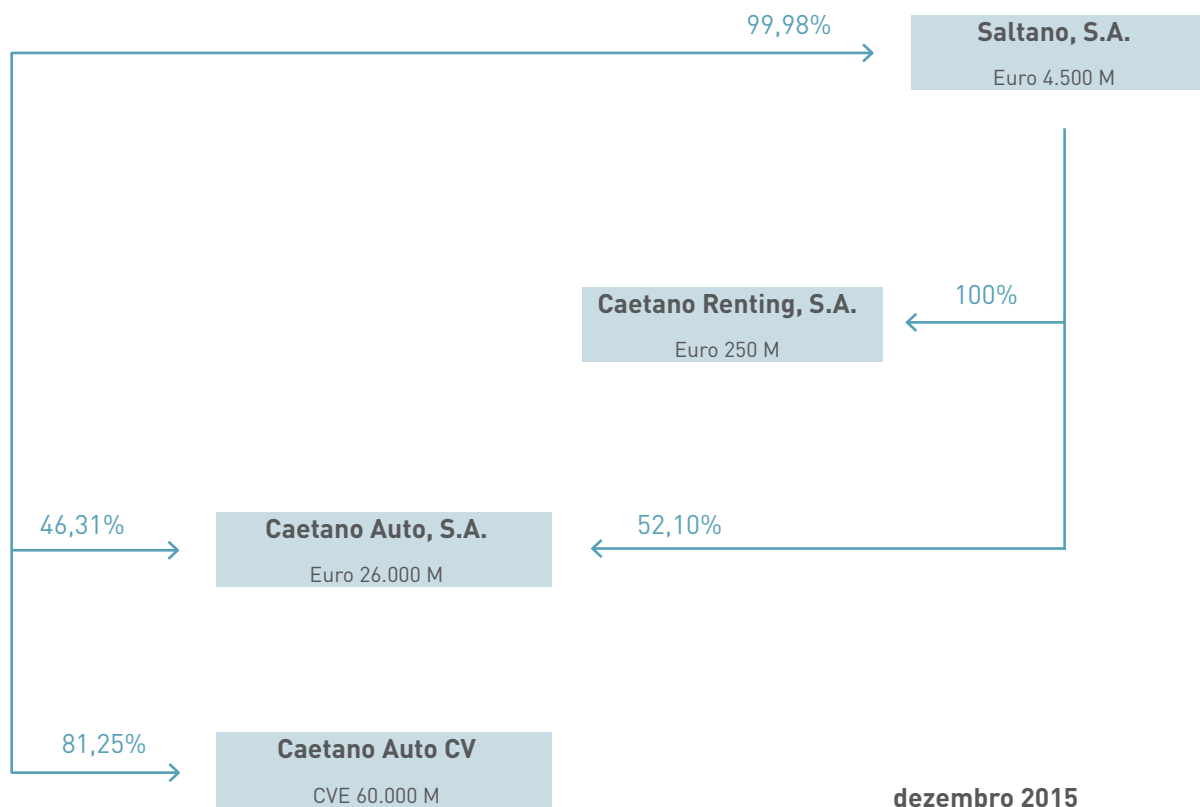 99,98%
Saltano, S.A.
Euro 4.500 M
Caetano Renting, S.A.
Euro 250 M
100%
46,31%
Caetano Auto, S.A.
Euro 26.000 M
52,10%
81,25%
Caetano Auto CV
CVE 60.000 M
dezembro 2015